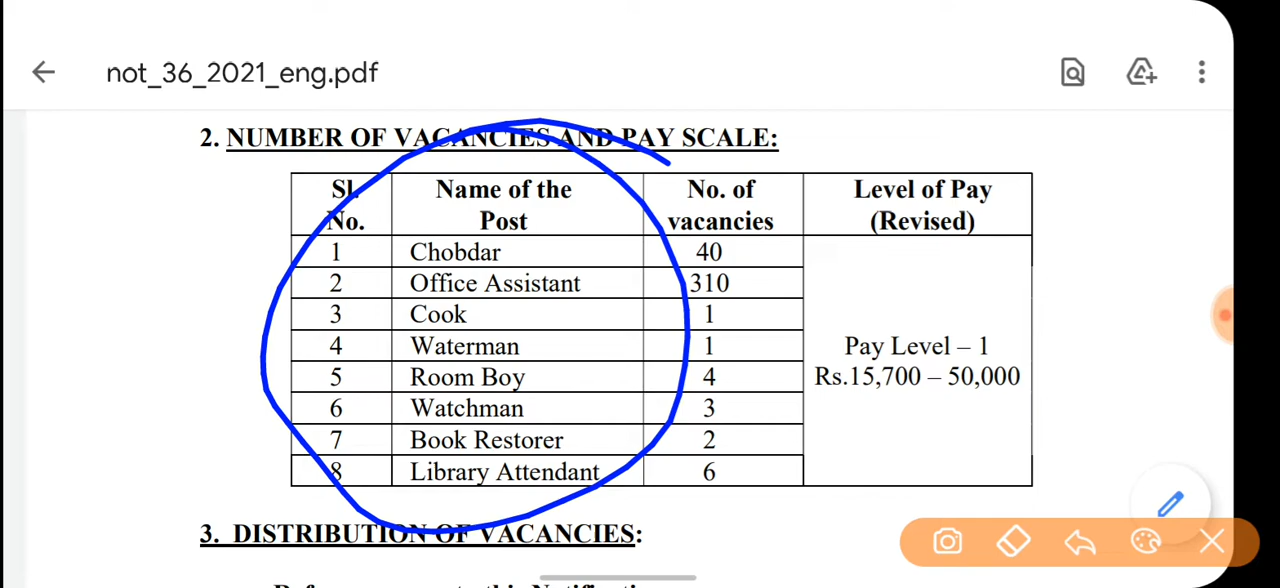 not_36_2021_eng.pdf
2. NUMBER OF VACANCIES AND PAY SCALE:
Sl. No. Name of the Post No. of vacancies Level of Pay (Revised)
1 Chobdar 40
2 Office Assistant 310
3 Cook 1
4 Waterman 1 Pay Level – 1
5 Room Boy 4 Rs.15,700 – 50,000
6 Watchman 3
7 Book Restorer 2
8 Library Attendant 6
3. DISTRIBUTION OF VACANCIES: